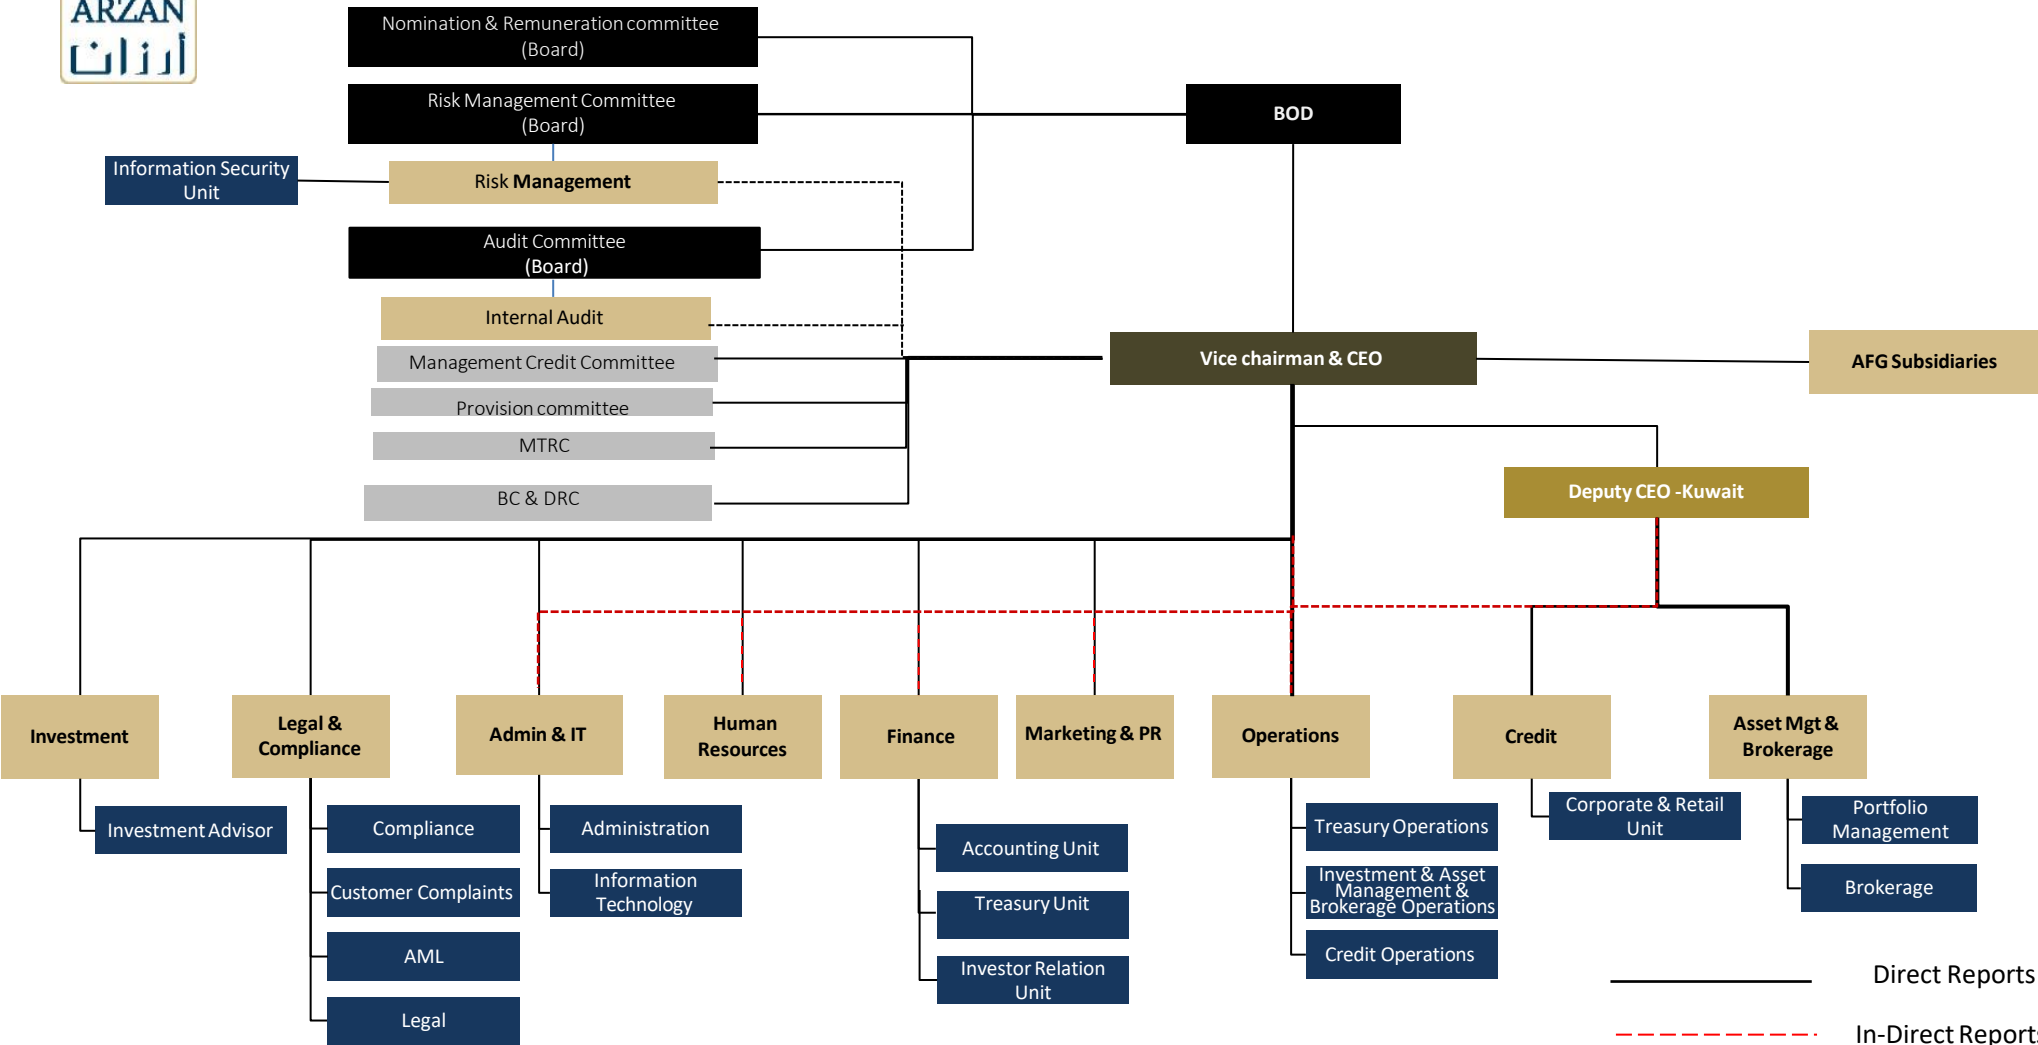 ARZAN
أرزان
Nomination & Remuneration committee
(Board)
Risk Management Committee
(Board)
BOD
Information Security
Unit
Risk Management
Audit Committee
(Board)
Internal Audit
Management Credit Committee
Provision committee
MTRC
BC & DRC
Vice chairman & CEO
AFG Subsidiaries
Deputy CEO -Kuwait
Investment
Legal &
Compliance
Admin & IT
Human
Resources
Finance
Marketing & PR
Operations
Credit
Asset Mgt &
Brokerage
Investment Advisor
Compliance
Customer Complaints
AML
Legal
Administration
Information
Technology
Accounting Unit
Treasury Unit
Investor Relation
Unit
Treasury Operations
Investment & Asset
Management &
Brokerage Operations
Credit Operations
Corporate & Retail
Unit
Portfolio
Management
Brokerage
Direct Reports
In-Direct Reports